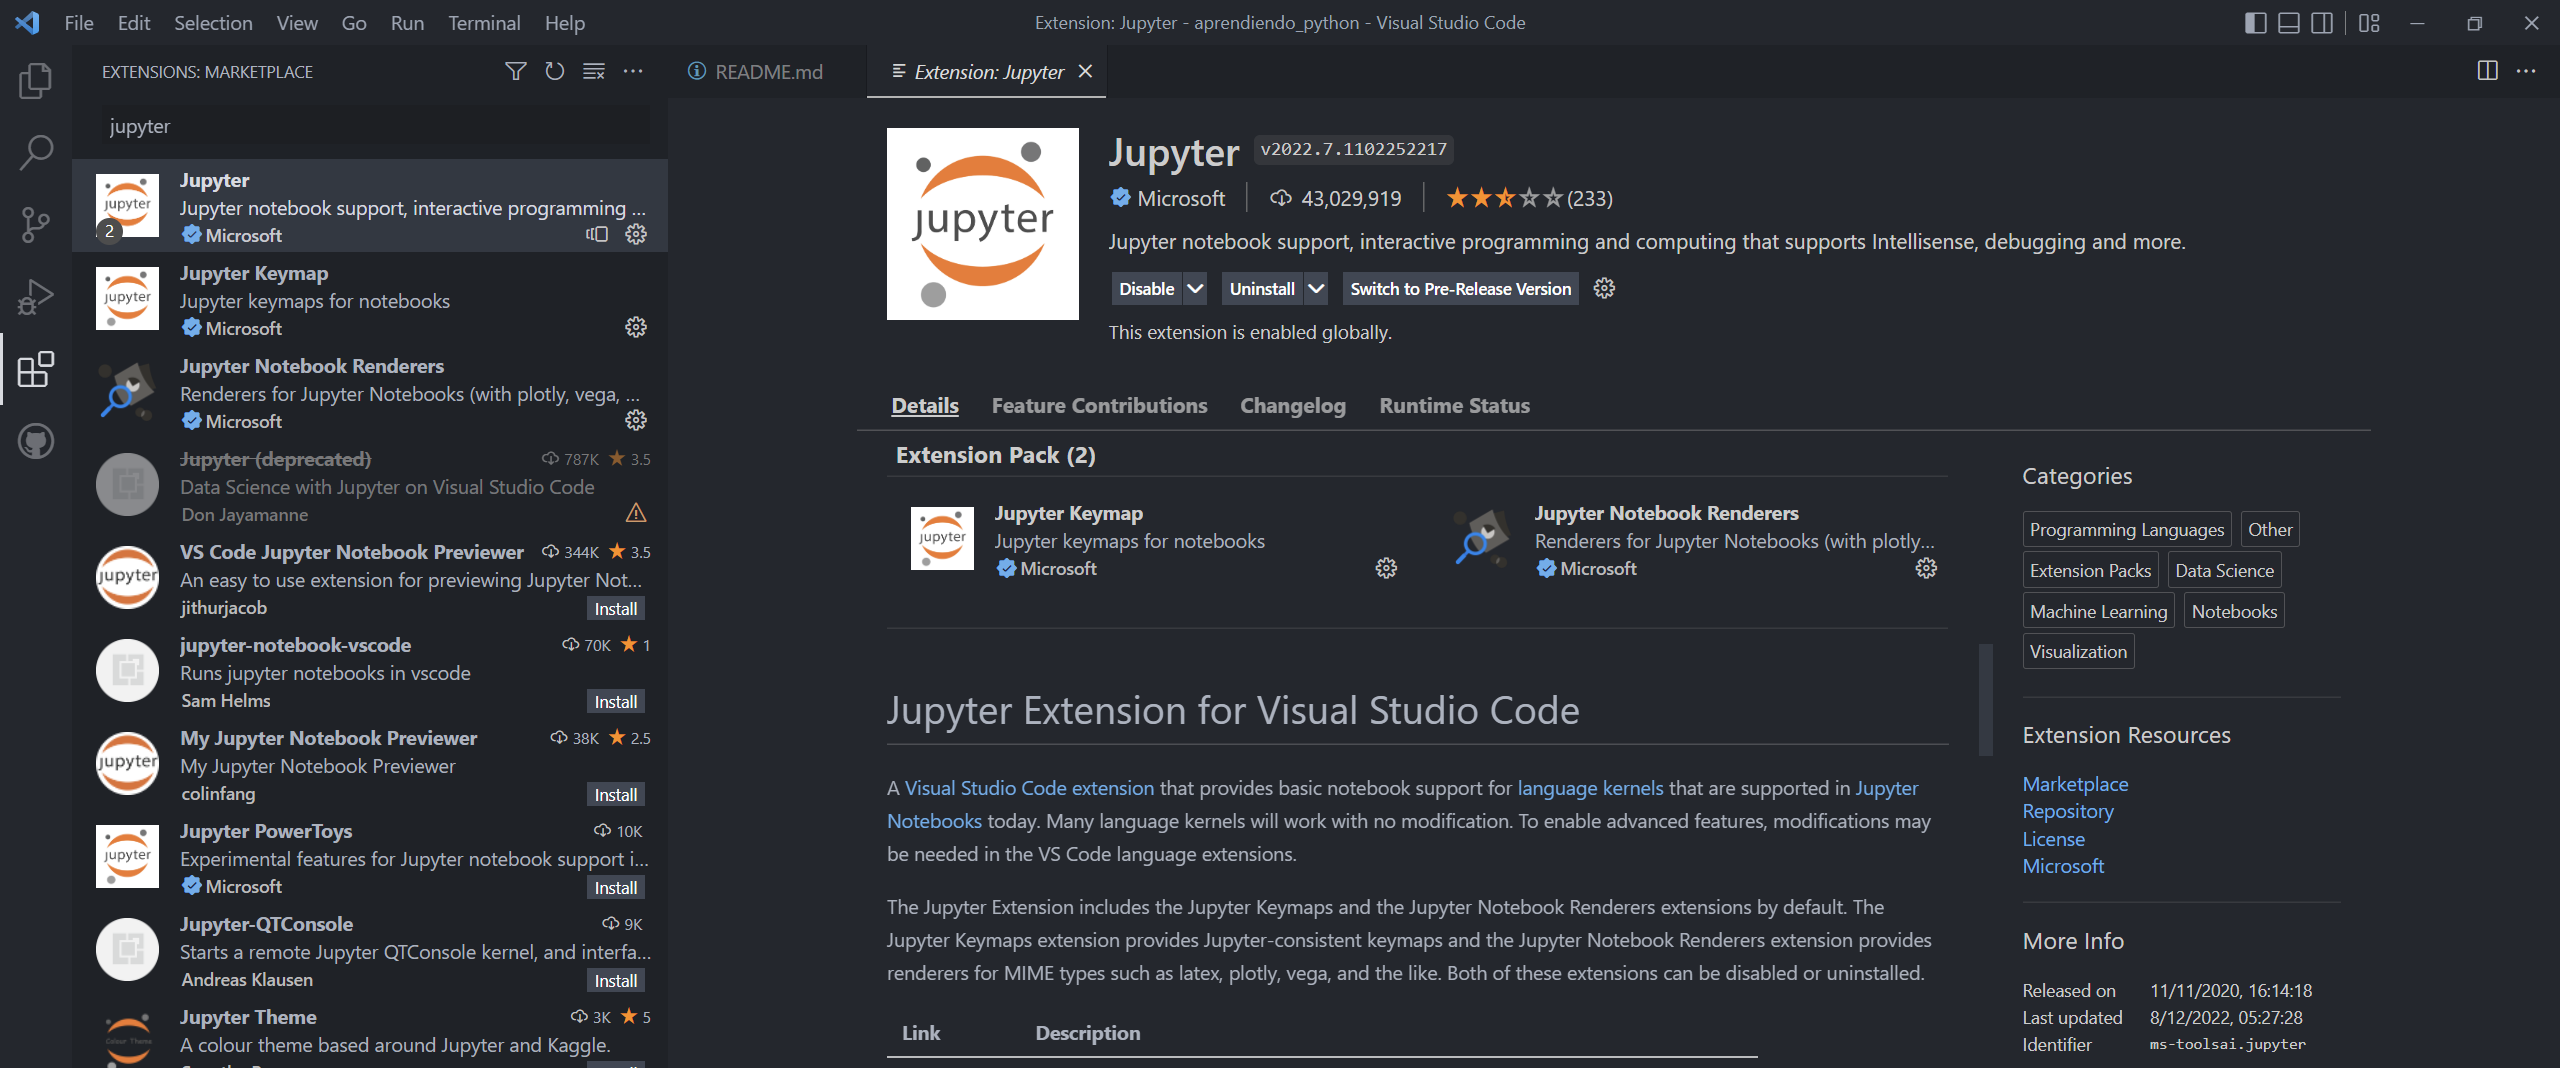 File Edit Selection View Go Run Terminal Help
Extension: Jupyter - aprendiendo_python - Visual Studio Code
EXTENSIONS: MARKETPLACE
jupyter
Jupyter
Jupyter notebook support, interactive programming ...
Microsoft
jupyter
2
Jupyter Keymap
Jupyter keymaps for notebooks
Microsoft
jupyter
Jupyter Notebook Renderers
Renderers for Jupyter Notebooks (with plotly, vega, ...
Microsoft
Jupyter (deprecated) 787K 3.5
Data Science with Jupyter on Visual Studio Code
Don Jayamanne
VS Code Jupyter Notebook Previewer 344K 3.5
An easy to use extension for previewing Jupyter Not...
jithurjacob Install
jupyter
jupyter-notebook-vscode 70K 1
Runs jupyter notebooks in vscode
Sam Helms Install
My Jupyter Notebook Previewer 38K 2.5
My Jupyter Notebook Previewer
colinfang Install
jupyter
Jupyter PowerToys 10K
Experimental features for Jupyter notebook support i...
Microsoft Install
jupyter
Jupyter-QTConsole 9K
Starts a remote Jupyter QTConsole kernel, and interfa...
Andreas Klausen Install
Jupyter Theme 3K 5
A colour theme based around Jupyter and Kaggle.
Colour Theme
README.md
Extension: Jupyter
jupyter
Jupyter v2022.7.1102252217
Microsoft 43,029,919 (233)
Jupyter notebook support, interactive programming and computing that supports Intellisense, debugging and more.
Disable Uninstall Switch to Pre-Release Version
This extension is enabled globally.
Details Feature Contributions Changelog Runtime Status
Extension Pack (2)
Jupyter Keymap
Jupyter keymaps for notebooks
Microsoft
jupyter
Jupyter Notebook Renderers
Renderers for Jupyter Notebooks (with plotly...
Microsoft
Jupyter Extension for Visual Studio Code
A Visual Studio Code extension that provides basic notebook support for language kernels that are supported in Jupyter
Notebooks today. Many language kernels will work with no modification. To enable advanced features, modifications may
be needed in the VS Code language extensions.
The Jupyter Extension includes the Jupyter Keymaps and the Jupyter Notebook Renderers extensions by default. The
Jupyter Keymaps extension provides Jupyter-consistent keymaps and the Jupyter Notebook Renderers extension provides
renderers for MIME types such as latex, plotly, vega, and the like. Both of these extensions can be disabled or uninstalled.
Link Description
Categories
Programming Languages Other
Extension Packs Data Science
Machine Learning Notebooks
Visualization
Extension Resources
Marketplace
Repository
License
Microsoft
More Info
Released on 11/11/2020, 16:14:18
Last updated 8/12/2022, 05:27:28
Identifier ms-toolsai.jupyter